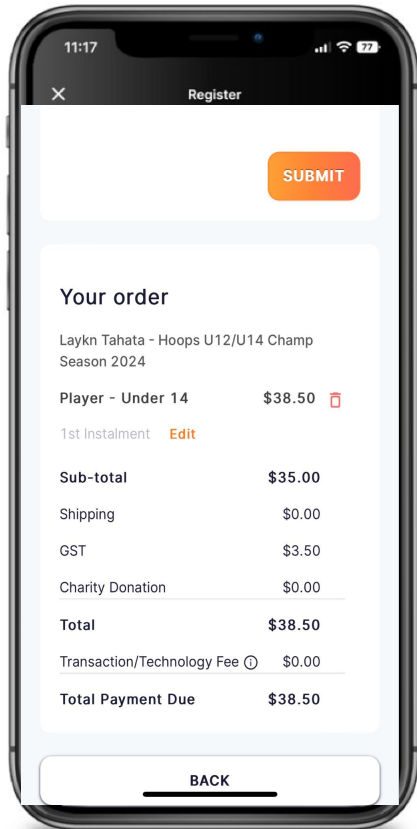 11:17
77
Register
SUBMIT
Your order
Laykn Tahata - Hoops U12/U14 Champ
Season 2024
Player - Under 14 $38.50
1st Instalment Edit
Sub-total $35.00
Shipping $0.00
GST $3.50
Charity Donation $0.00
Total $38.50
Transaction/Technology Fee $0.00
Total Payment Due $38.50
BACK